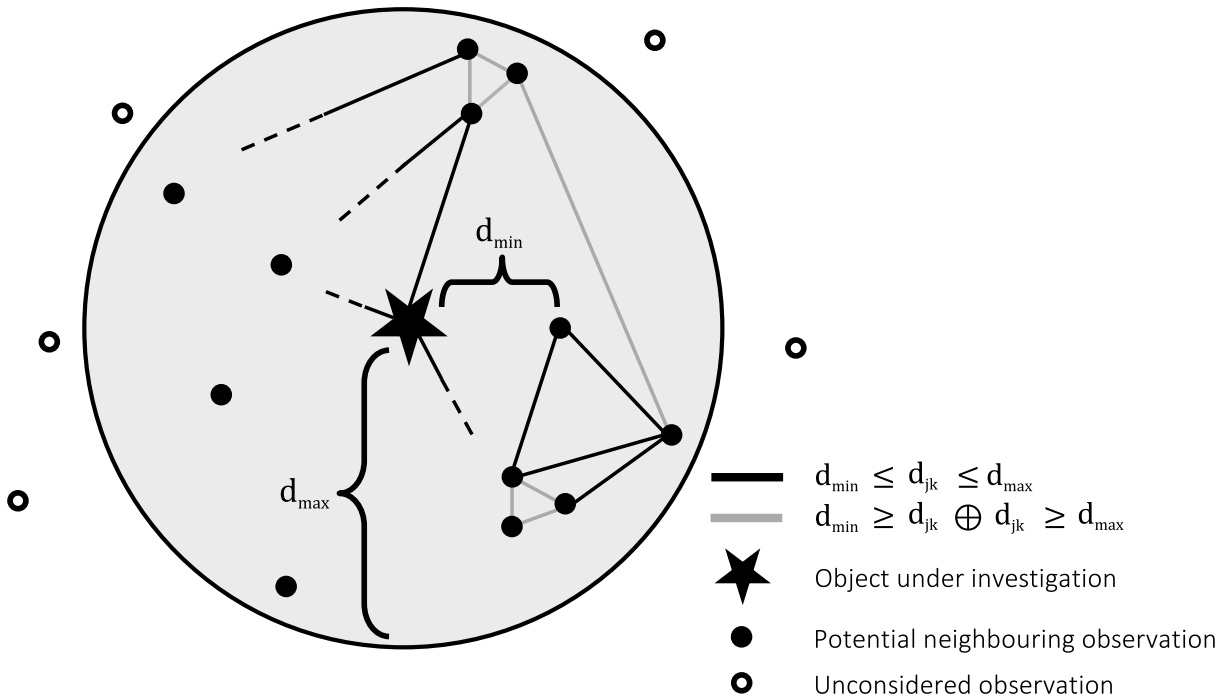 d_min
d_max
d_min ≤ d_jk ≤ d_max
d_min ≥ d_jk ⊕ d_jk ≥ d_max
Object under investigation
Potential neighbouring observation
Unconsidered observation